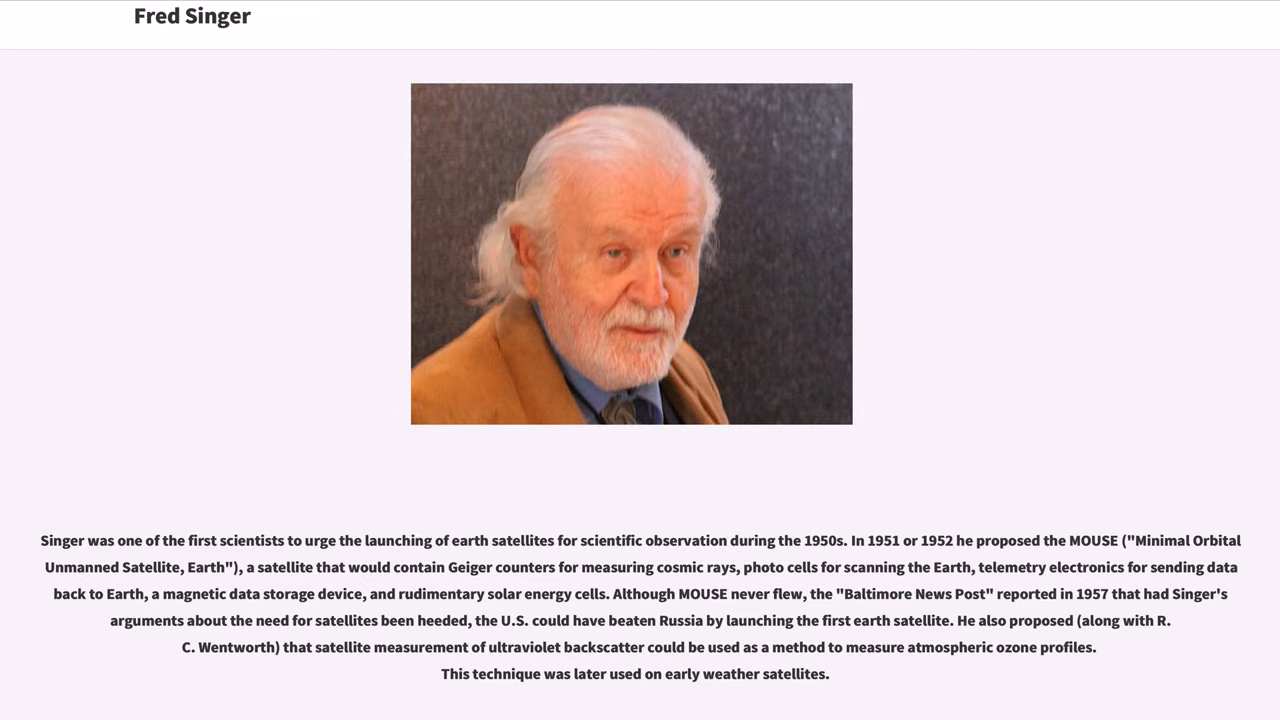 Fred Singer
Singer was one of the first scientists to urge the launching of earth satellites for scientific observation during the 1950s. In 1951 or 1952 he proposed the MOUSE ("Minimal Orbital
Unmanned Satellite, Earth"), a satellite that would contain Geiger counters for measuring cosmic rays, photo cells for scanning the Earth, telemetry electronics for sending data
back to Earth, a magnetic data storage device, and rudimentary solar energy cells. Although MOUSE never flew, the "Baltimore News Post" reported in 1957 that had Singer's
arguments about the need for satellites been heeded, the U.S. could have beaten Russia by launching the first earth satellite. He also proposed (along with R.
C. Wentworth) that satellite measurement of ultraviolet backscatter could be used as a method to measure atmospheric ozone profiles.
This technique was later used on early weather satellites.